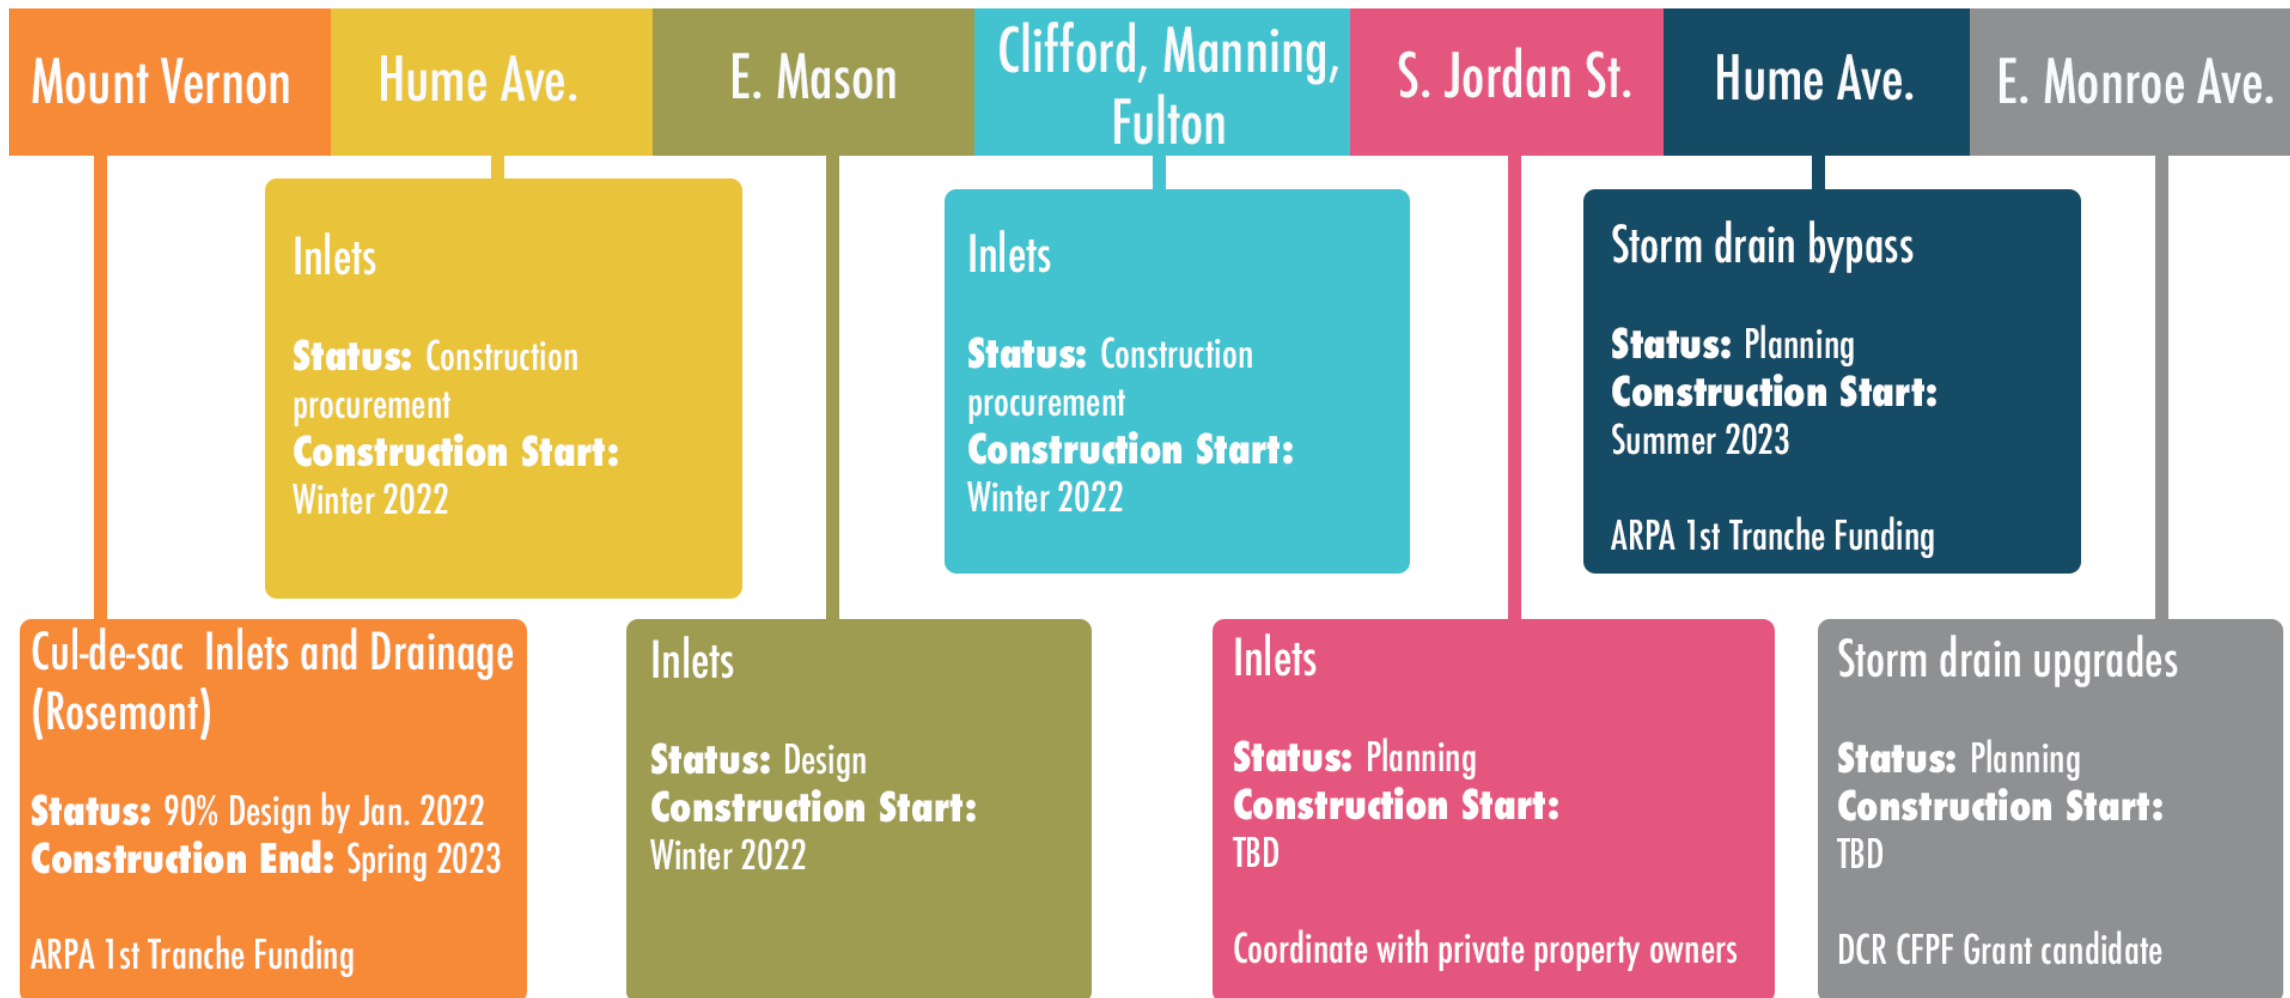 Mount Vernon
Hume Ave.
E. Mason
Clifford, Manning,
Fulton
S. Jordan St.
Hume Ave.
E. Monroe Ave.
Inlets
Status: Construction
procurement
Construction Start:
Winter 2022
Inlets
Status: Construction
procurement
Construction Start:
Winter 2022
Storm drain bypass
Status: Planning
Construction Start:
Summer 2023
ARPA 1st Tranche Funding
Cul-de-sac Inlets and Drainage
(Rosemont)
Status: 90% Design by Jan. 2022
Construction End: Spring 2023
ARPA 1st Tranche Funding
Inlets
Status: Design
Construction Start:
Winter 2022
Inlets
Status: Planning
Construction Start:
TBD
Coordinate with private property owners
Storm drain upgrades
Status: Planning
Construction Start:
TBD
DCR CFPF Grant candidate